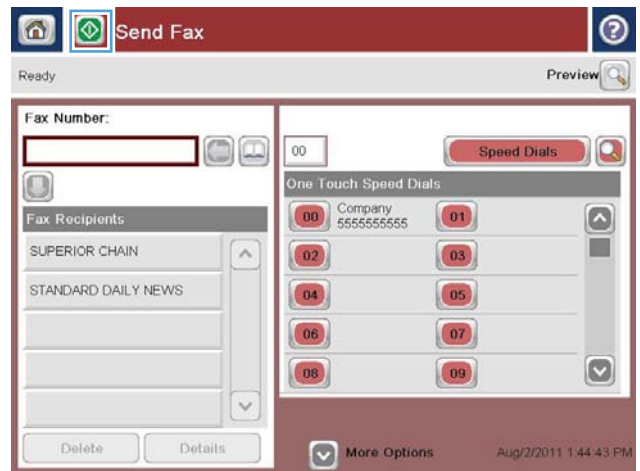 Send Fax
?
Ready
Preview
Fax Number:
00
Speed Dials
One Touch Speed Dials
Fax Recipients
00 Company 01
5555555555
SUPERIOR CHAIN
02 03
STANDARD DAILY NEWS
04 05
06 07
08 09
Delete Details
More Options
Aug/2/2011 1:44:43 PM